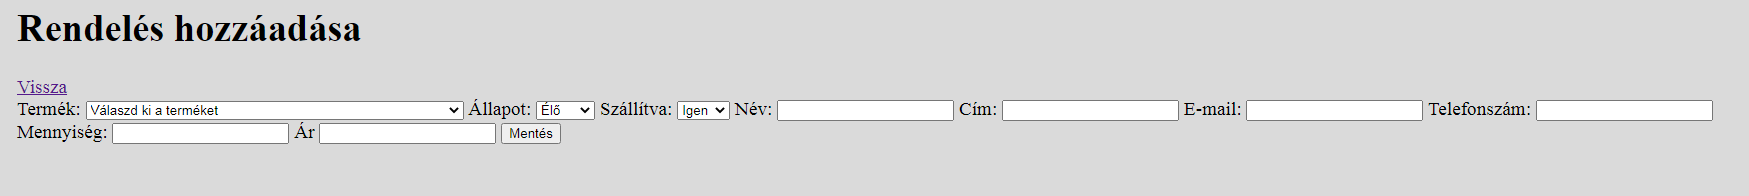 Rendelés hozzáadása
Vissza
Termék: Válaszd ki a terméket Állapot: Élő Szállítva: Igen Név: Cím: E-mail: Telefonszám:
Mennyiség: Ár Mentés